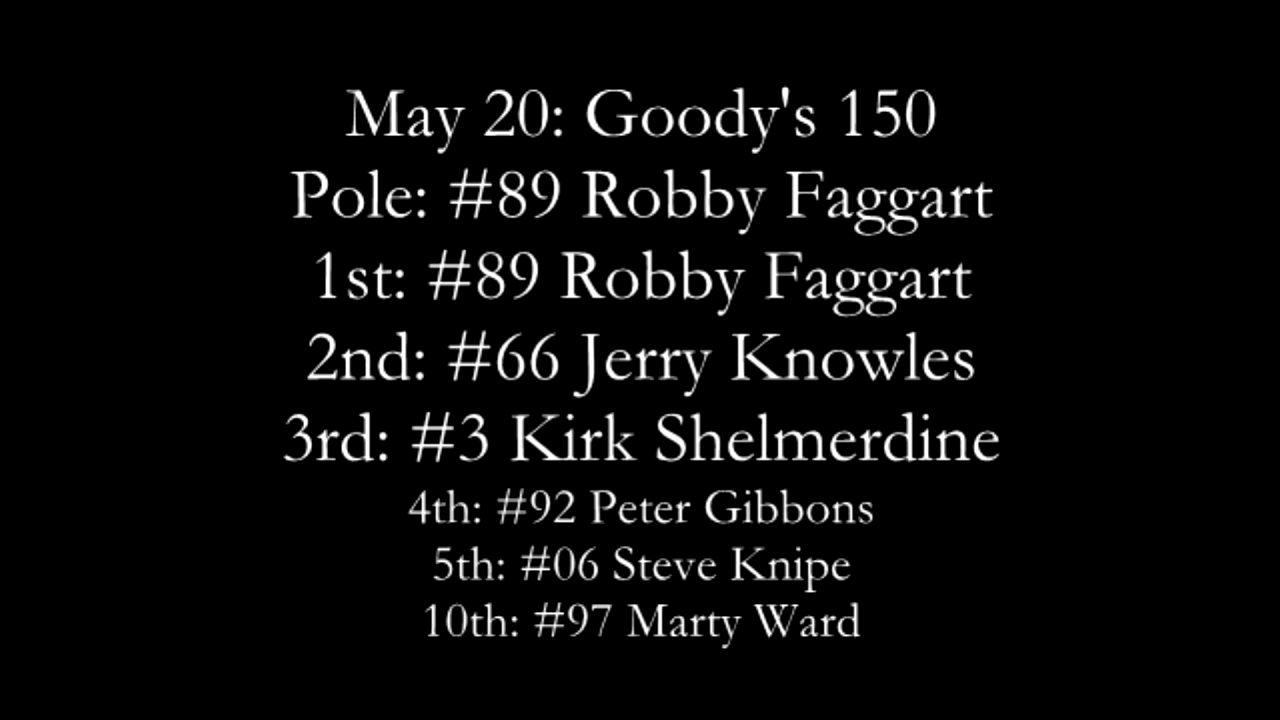 May 20: Goody's 150
Pole: #89 Robby Faggart
1st: #89 Robby Faggart
2nd: #66 Jerry Knowles
3rd: #3 Kirk Shelmerdine
4th: #92 Peter Gibbons
5th: #06 Steve Knipe
10th: #97 Marty Ward